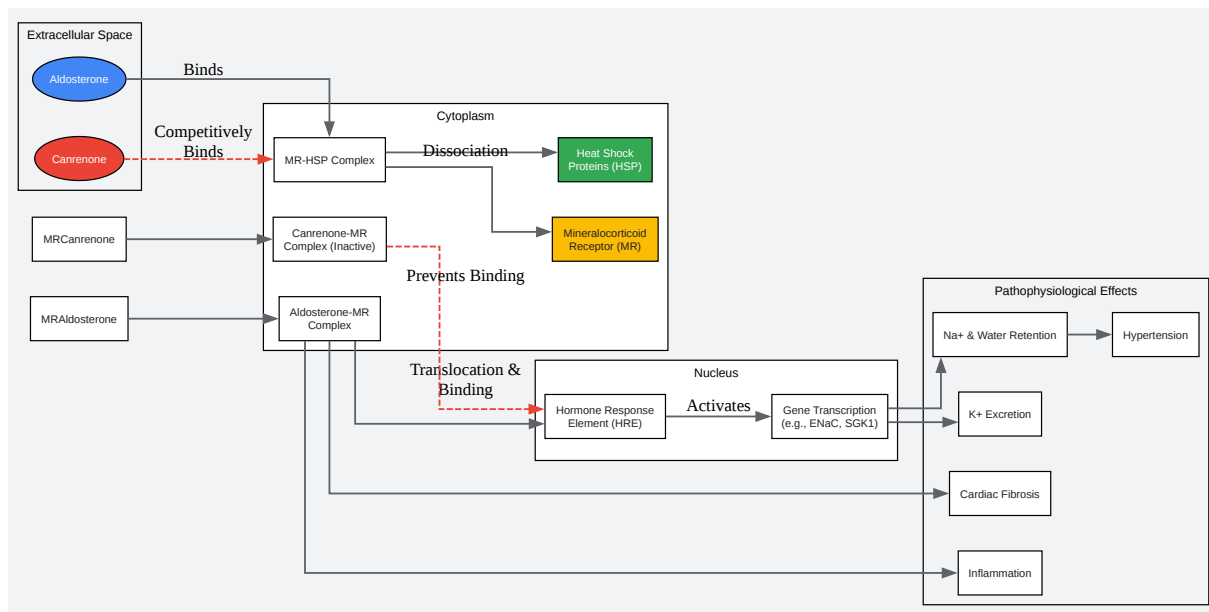 Extracellular Space
Aldosterone
Binds
Canrenone
Competitively
Binds
Cytoplasm
MR-HSP Complex
Dissociation
Heat Shock
Proteins (HSP)
MRCanrenone
Canrenone-MR
Complex (Inactive)
Mineralocorticoid
Receptor (MR)
Prevents Binding
MRAldosterone
Aldosterone-MR
Complex
Translocation &
Binding
Nucleus
Hormone Response
Element (HRE)
Activates
Gene Transcription
(e.g., ENaC, SGK1)
Pathophysiological Effects
Na+ & Water Retention
Hypertension
K+ Excretion
Cardiac Fibrosis
Inflammation